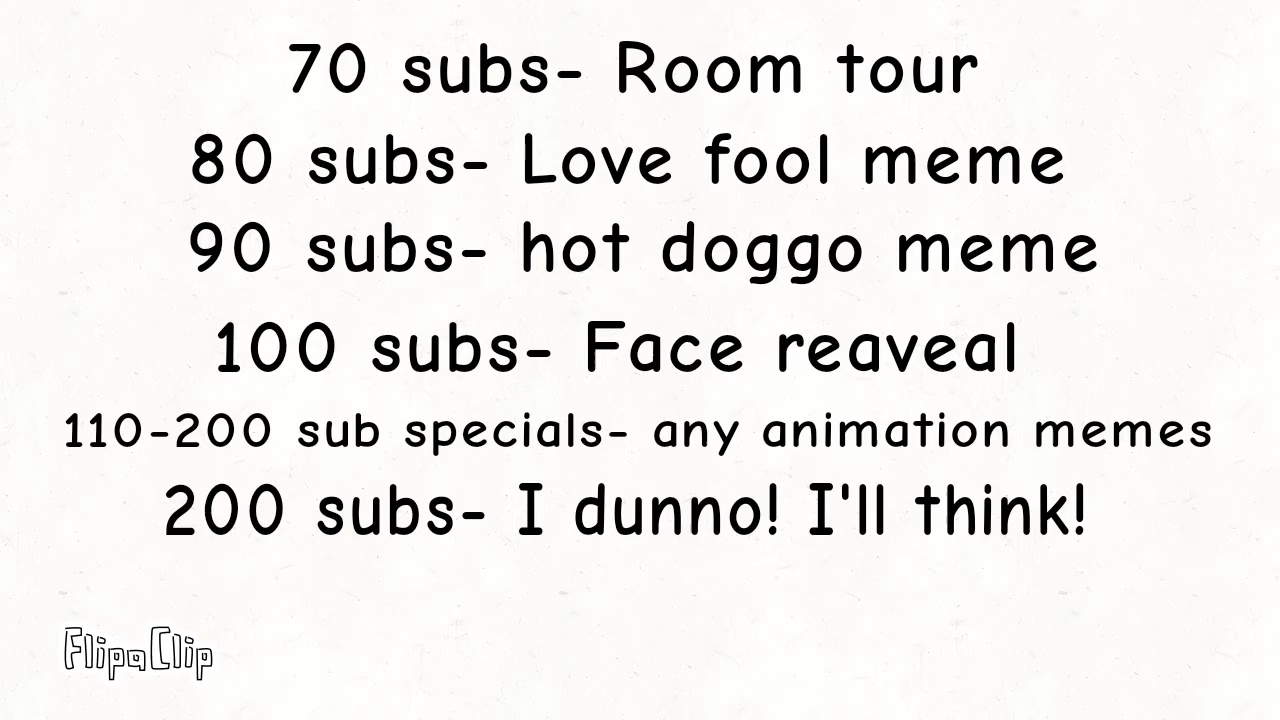 70 subs- Room tour
80 subs- Love fool meme
90 subs- hot doggo meme
100 subs- Face reaveal
110-200 sub specials- any animation memes
200 subs- I dunno! I'll think!
FlipaClip